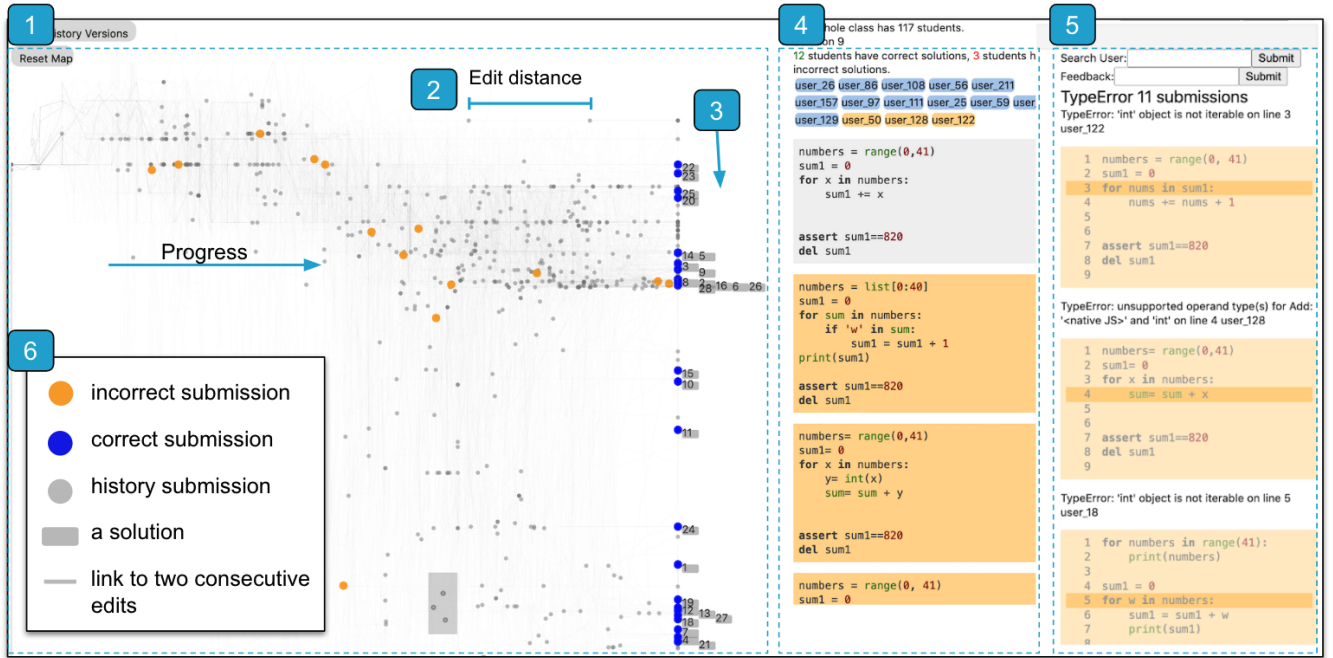 1
istory Versions
Reset Map
2
Edit distance
3
Progress
22
23
25
20
14 5
3
9
8 2 16 6 26
28
15
10
11
24
1
19
12 13
27
18
7
4 21
6
incorrect submission
correct submission
history submission
a solution
link to two consecutive
edits
4
hole class has 117 students.
on 9
12 students have correct solutions, 3 students h
incorrect solutions.
user_26 user_86 user_108 user_56 user_211
user_157 user_97 user_111 user_25 user_59 user
user_129 user_50 user_128 user_122
numbers = range(0,41)
sum1 = 0
for x in numbers:
sum1 += x
assert sum1==820
del sum1
numbers = list[0:40]
sum1 = 0
for sum in numbers:
if 'w' in sum:
sum1 = sum1 + 1
print(sum1)
assert sum1==820
del sum1
numbers= range(0,41)
sum1= 0
for x in numbers:
y= int(x)
sum= sum + y
assert sum1==820
del sum1
numbers = range(0, 41)
sum1 = 0
5
Search User: Submit
Feedback: Submit
TypeError 11 submissions
TypeError: 'int' object is not iterable on line 3
user_122
1 numbers = range(0, 41)
2 sum1 = 0
3 for nums in sum1:
4 nums += nums + 1
5
6
7 assert sum1==820
8 del sum1
9
TypeError: unsupported operand type(s) for Add:
'<native JS>' and 'int' on line 4 user_128
1 numbers= range(0,41)
2 sum1= 0
3 for x in numbers:
4 sum= sum + x
5
6
7 assert sum1==820
8 del sum1
9
TypeError: 'int' object is not iterable on line 5
user_18
1 for numbers in range(41):
2 print(numbers)
3
4 sum1 = 0
5 for w in numbers:
6 sum1 = sum1 + w
7 print(sum1)
8